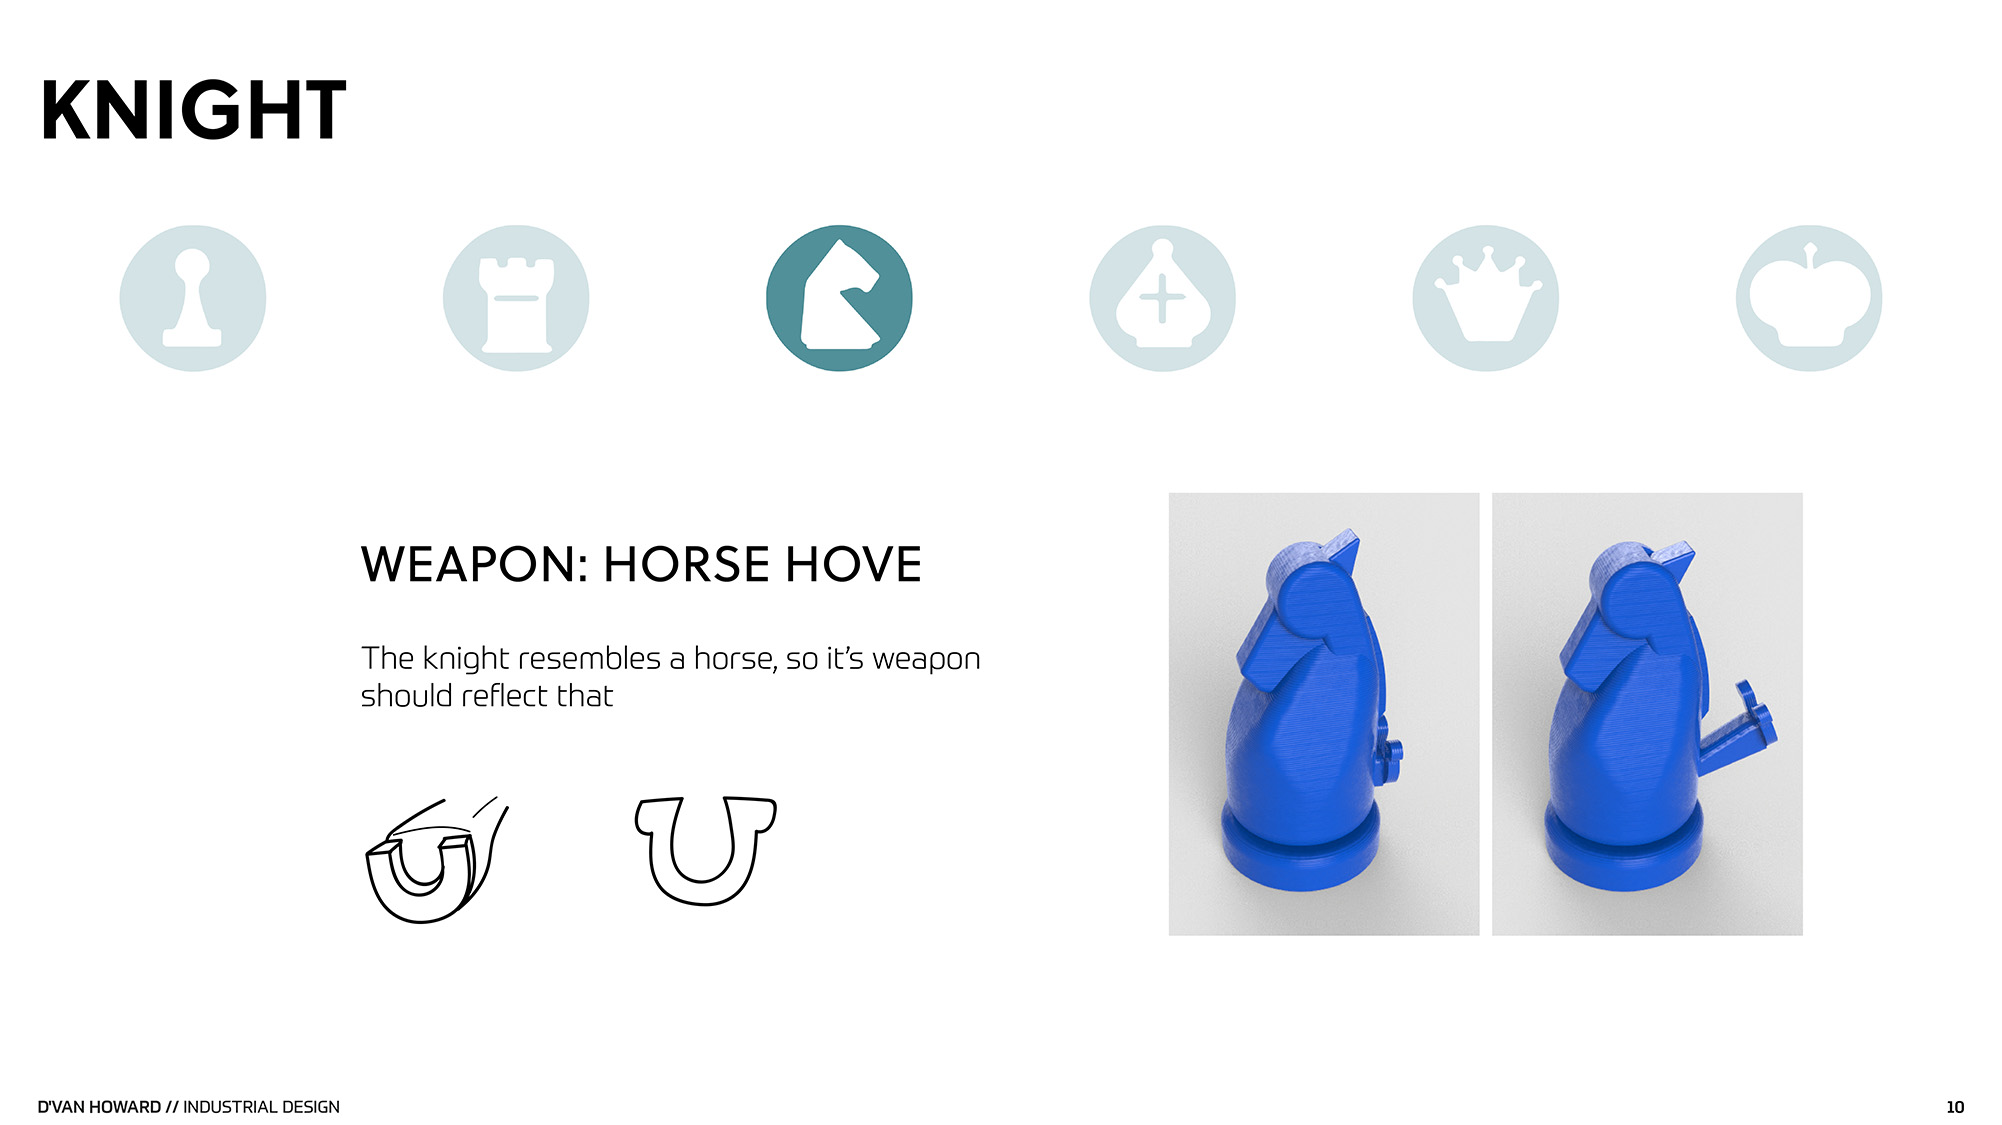 KNIGHT
WEAPON: HORSE HOVE
The knight resembles a horse, so it’s weapon
should reflect that
D'VAN HOWARD // INDUSTRIAL DESIGN
10